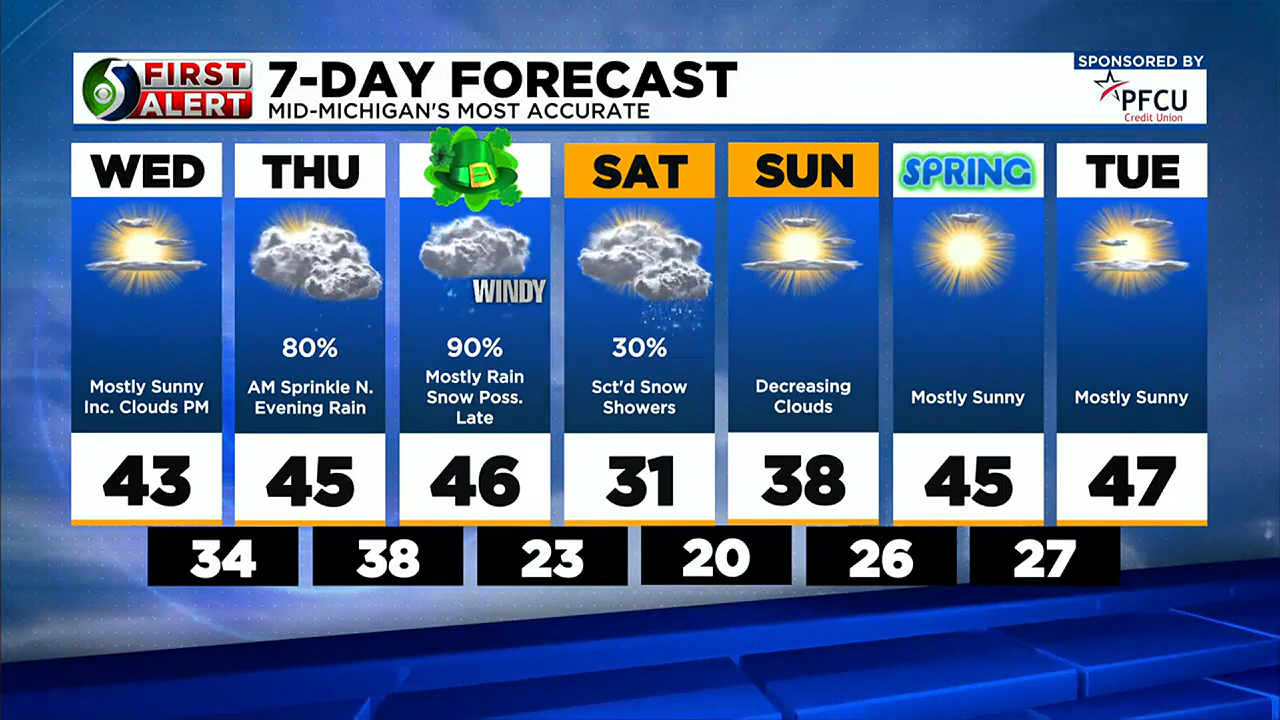 FIRST
ALERT
7-DAY FORECAST
MID-MICHIGAN'S MOST ACCURATE
SPONSORED BY
PFCU
Credit Union
WED
Mostly Sunny
Inc. Clouds PM
43
THU
80%
AM Sprinkle N.
Evening Rain
45
WINDY
90%
Mostly Rain
Snow Poss.
Late
46
SAT
30%
Sct'd Snow
Showers
31
SUN
Decreasing
Clouds
38
SPRING
Mostly Sunny
45
TUE
Mostly Sunny
47
34
38
23
20
26
27